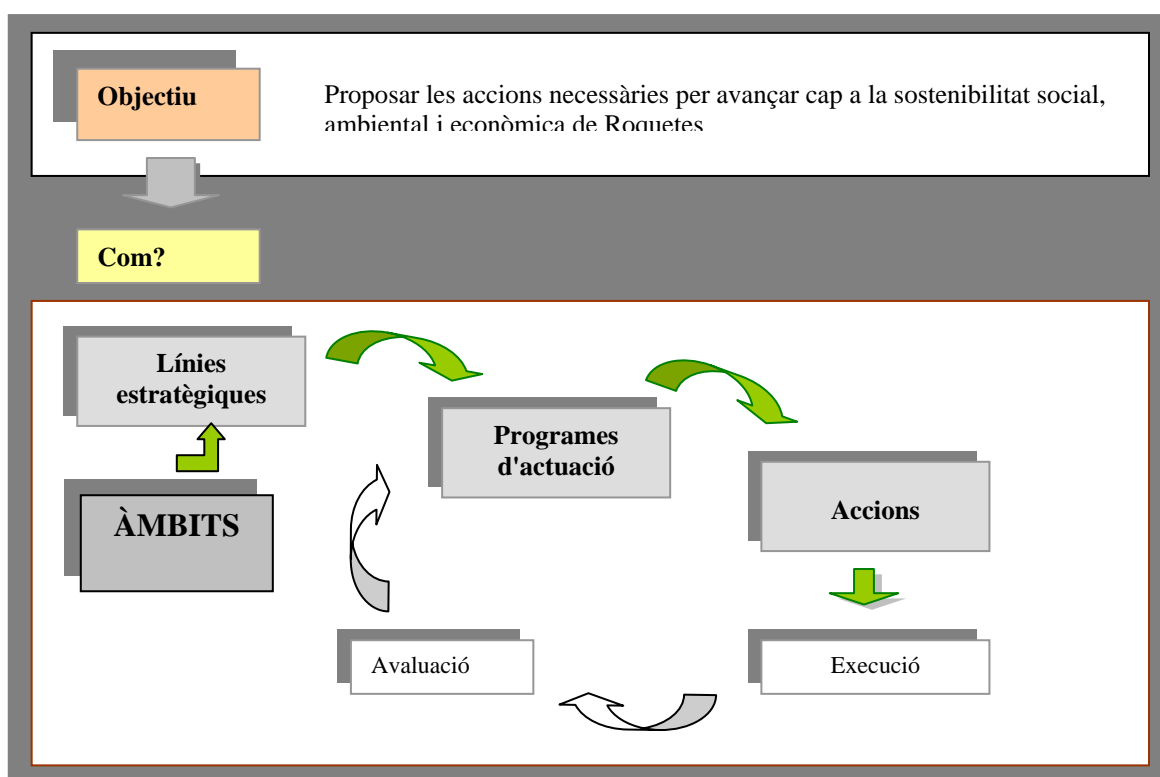 Objectiu
Proposar les accions necessàries per avançar cap a la sostenibilitat social,
ambiental i econòmica de Roquetes
Com?
Línies
estratègiques
Programes
d'actuació
Accions
ÀMBITS
Avaluació
Execució